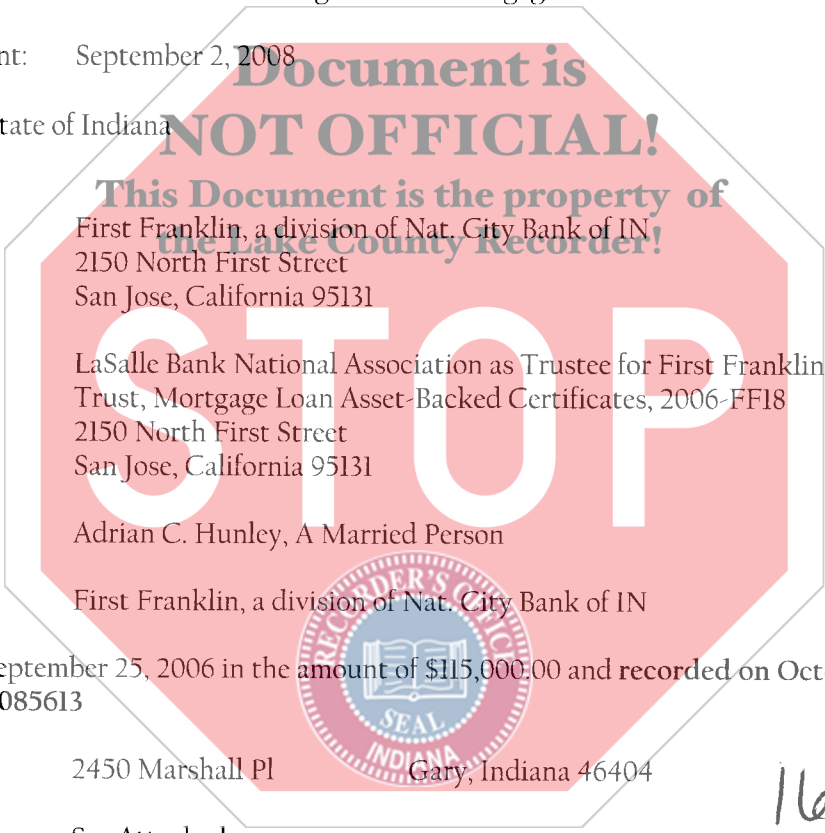 nt: September 2, 2008
Document is
tate of Indiana
NOT OFFICIAL!
This Document is the property of
First Franklin, a division of Nat. City Bank of IN
the Lake County Recorder!
2150 North First Street
San Jose, California 95131
STOP
LaSalle Bank National Association as Trustee for First Franklin
Trust, Mortgage Loan Asset-Backed Certificates, 2006-FF18
2150 North First Street
San Jose, California 95131
Adrian C. Hunley, A Married Person
First Franklin, a division of Nat. City Bank of IN
RECORDER'S OFFICE
eptember 25, 2006 in the amount of $115,000.00 and recorded on Oct
085613
SEAL
INDIANA
2450 Marshall Pl Gary, Indiana 46404
16